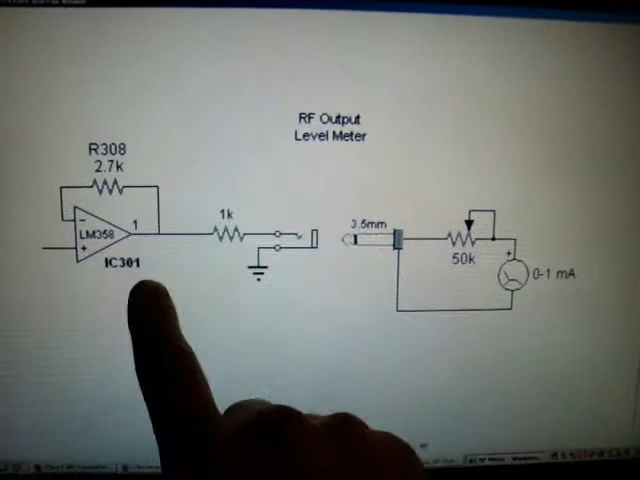 RF Output
Level Meter
R308
2.7k
1k
3.5mm
-
LM358
1
+
IC301
50k
+
0-1 mA